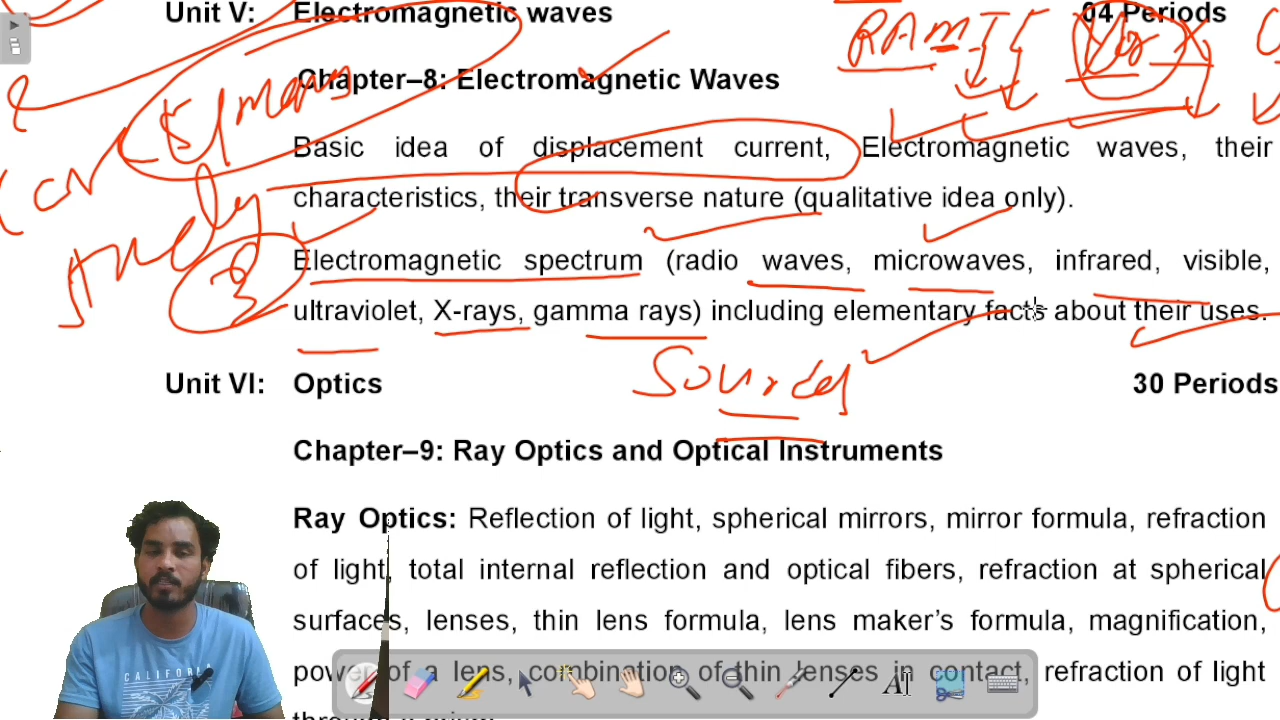 Unit V: Electromagnetic waves 04 Periods
RAM
Chapter–8: Electromagnetic Waves
Basic idea of displacement current, Electromagnetic waves, their
characteristics, their transverse nature (qualitative idea only).
3
Electromagnetic spectrum (radio waves, microwaves, infrared, visible,
ultraviolet, X-rays, gamma rays) including elementary facts about their uses.
Sources
Unit VI: Optics 30 Periods
Chapter–9: Ray Optics and Optical Instruments
Ray Optics: Reflection of light, spherical mirrors, mirror formula, refraction
of light, total internal reflection and optical fibers, refraction at spherical
surfaces, lenses, thin lens formula, lens maker's formula, magnification,
power of a lens, combination of thin lenses in contact, refraction of light
CALIFORNIA